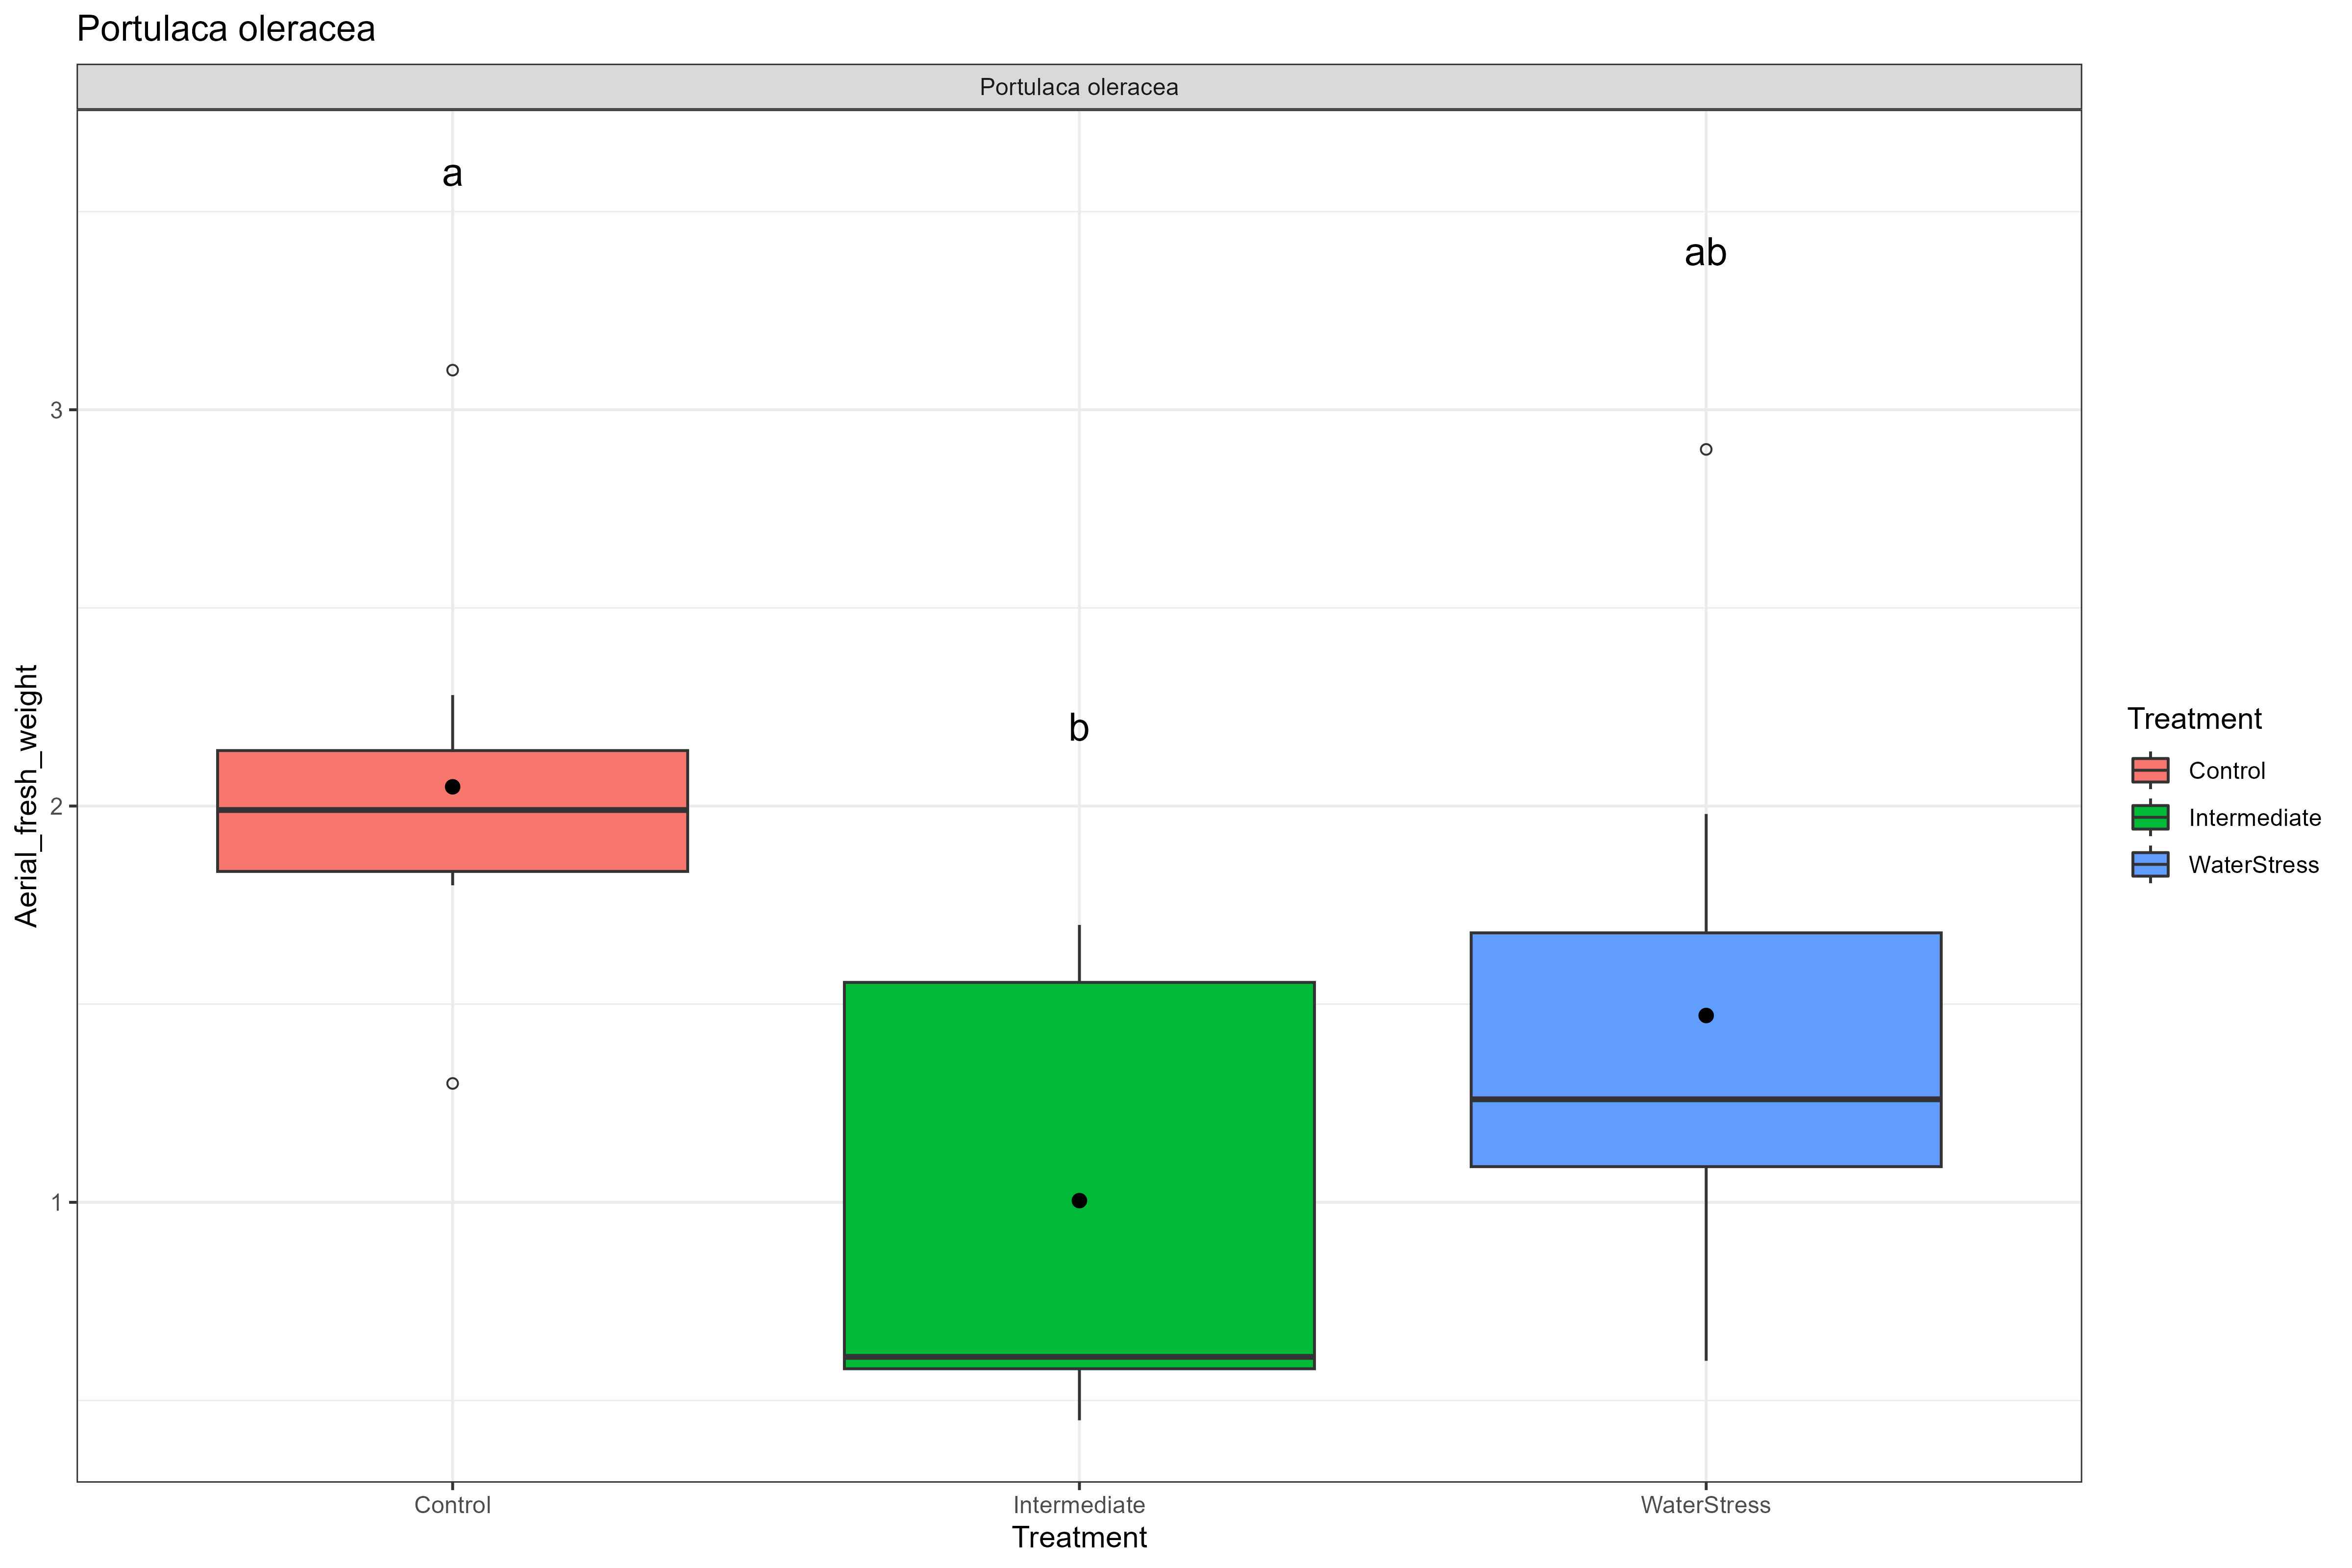 Portulaca oleracea
Portulaca oleracea
a
ab
b
3
2
1
Aerial_fresh_weight
Control
Intermediate
WaterStress
Treatment
Treatment
Control
Intermediate
WaterStress